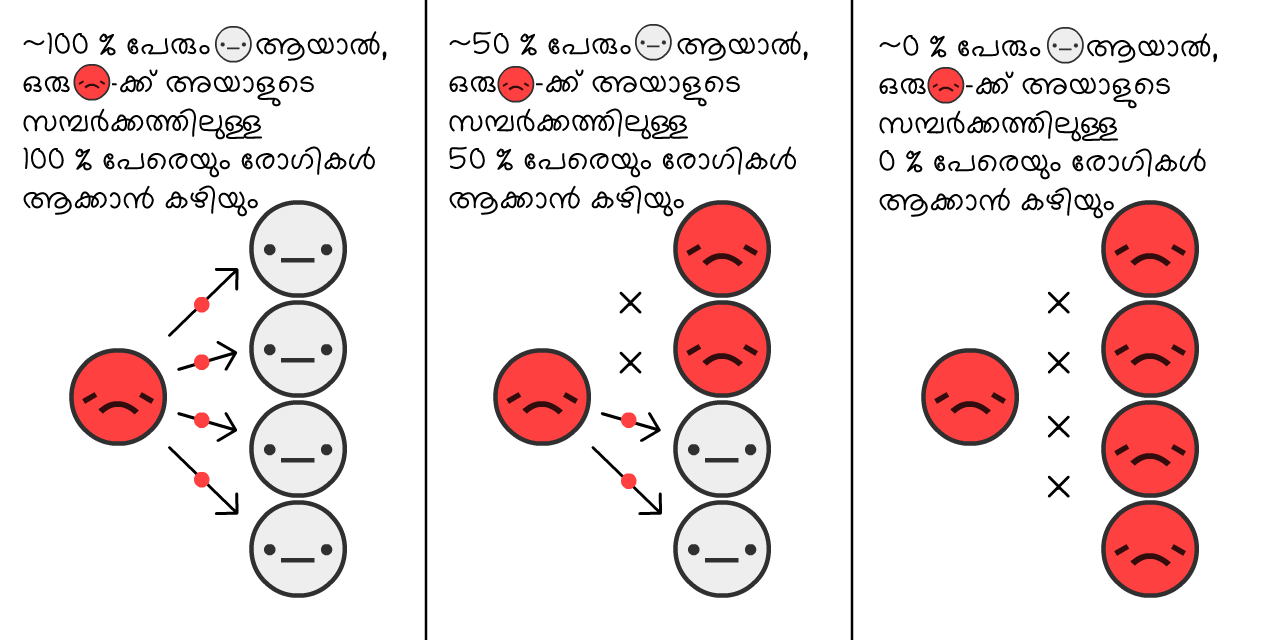 ~100 % പേരും ആയാൽ,
ഒരു -ക്ക് അയാളുടെ
സമ്പർക്കത്തിലുള്ള
100 % പേരെയും രോഗികൾ
ആക്കാൻ കഴിയും
~50 % പേരും ആയാൽ,
ഒരു -ക്ക് അയാളുടെ
സമ്പർക്കത്തിലുള്ള
50 % പേരെയും രോഗികൾ
ആക്കാൻ കഴിയും
~0 % പേരും ആയാൽ,
ഒരു -ക്ക് അയാളുടെ
സമ്പർക്കത്തിലുള്ള
0 % പേരെയും രോഗികൾ
ആക്കാൻ കഴിയും